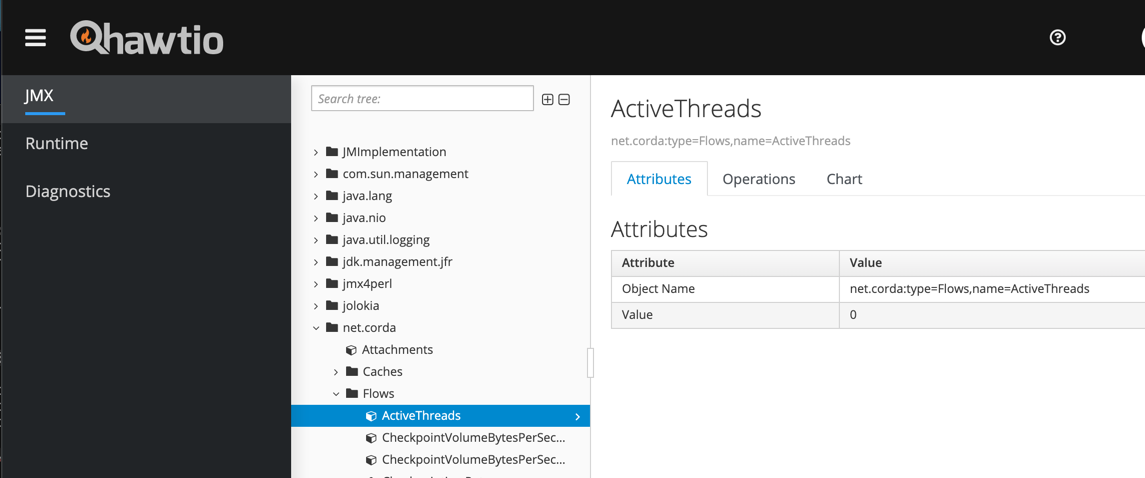 hawtio
JMX
Runtime
Diagnostics
Search tree:
JMImplementation
com.sun.management
java.lang
java.nio
java.util.logging
jdk.management.jfr
jmx4perl
jolokia
net.corda
Attachments
Caches
Flows
ActiveThreads
CheckpointVolumeBytesPerSec...
CheckpointVolumeBytesPerSec...
ActiveThreads
net.corda:type=Flows,name=ActiveThreads
Attributes Operations Chart
Attributes
Attribute Value
Object Name net.corda:type=Flows,name=ActiveThreads
Value 0